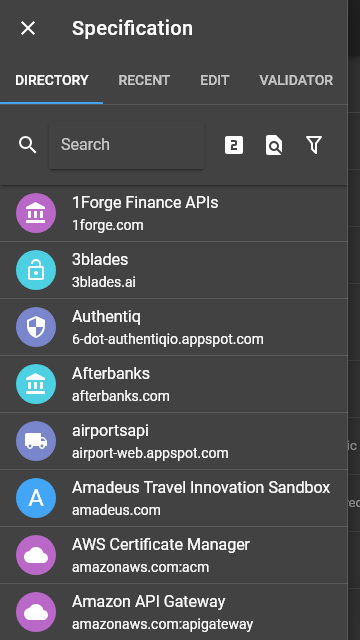 Specification
DIRECTORY RECENT EDIT VALIDATOR
Search
2
1Forge Finance APIs
1forge.com
3blades
3blades.ai
Authentiq
6-dot-authentiqio.appspot.com
Afterbanks
afterbanks.com
airportsapi
airport-web.appspot.com
A
Amadeus Travel Innovation Sandbox
amadeus.com
AWS Certificate Manager
amazonaws.com:acm
Amazon API Gateway
amazonaws.com:apigateway